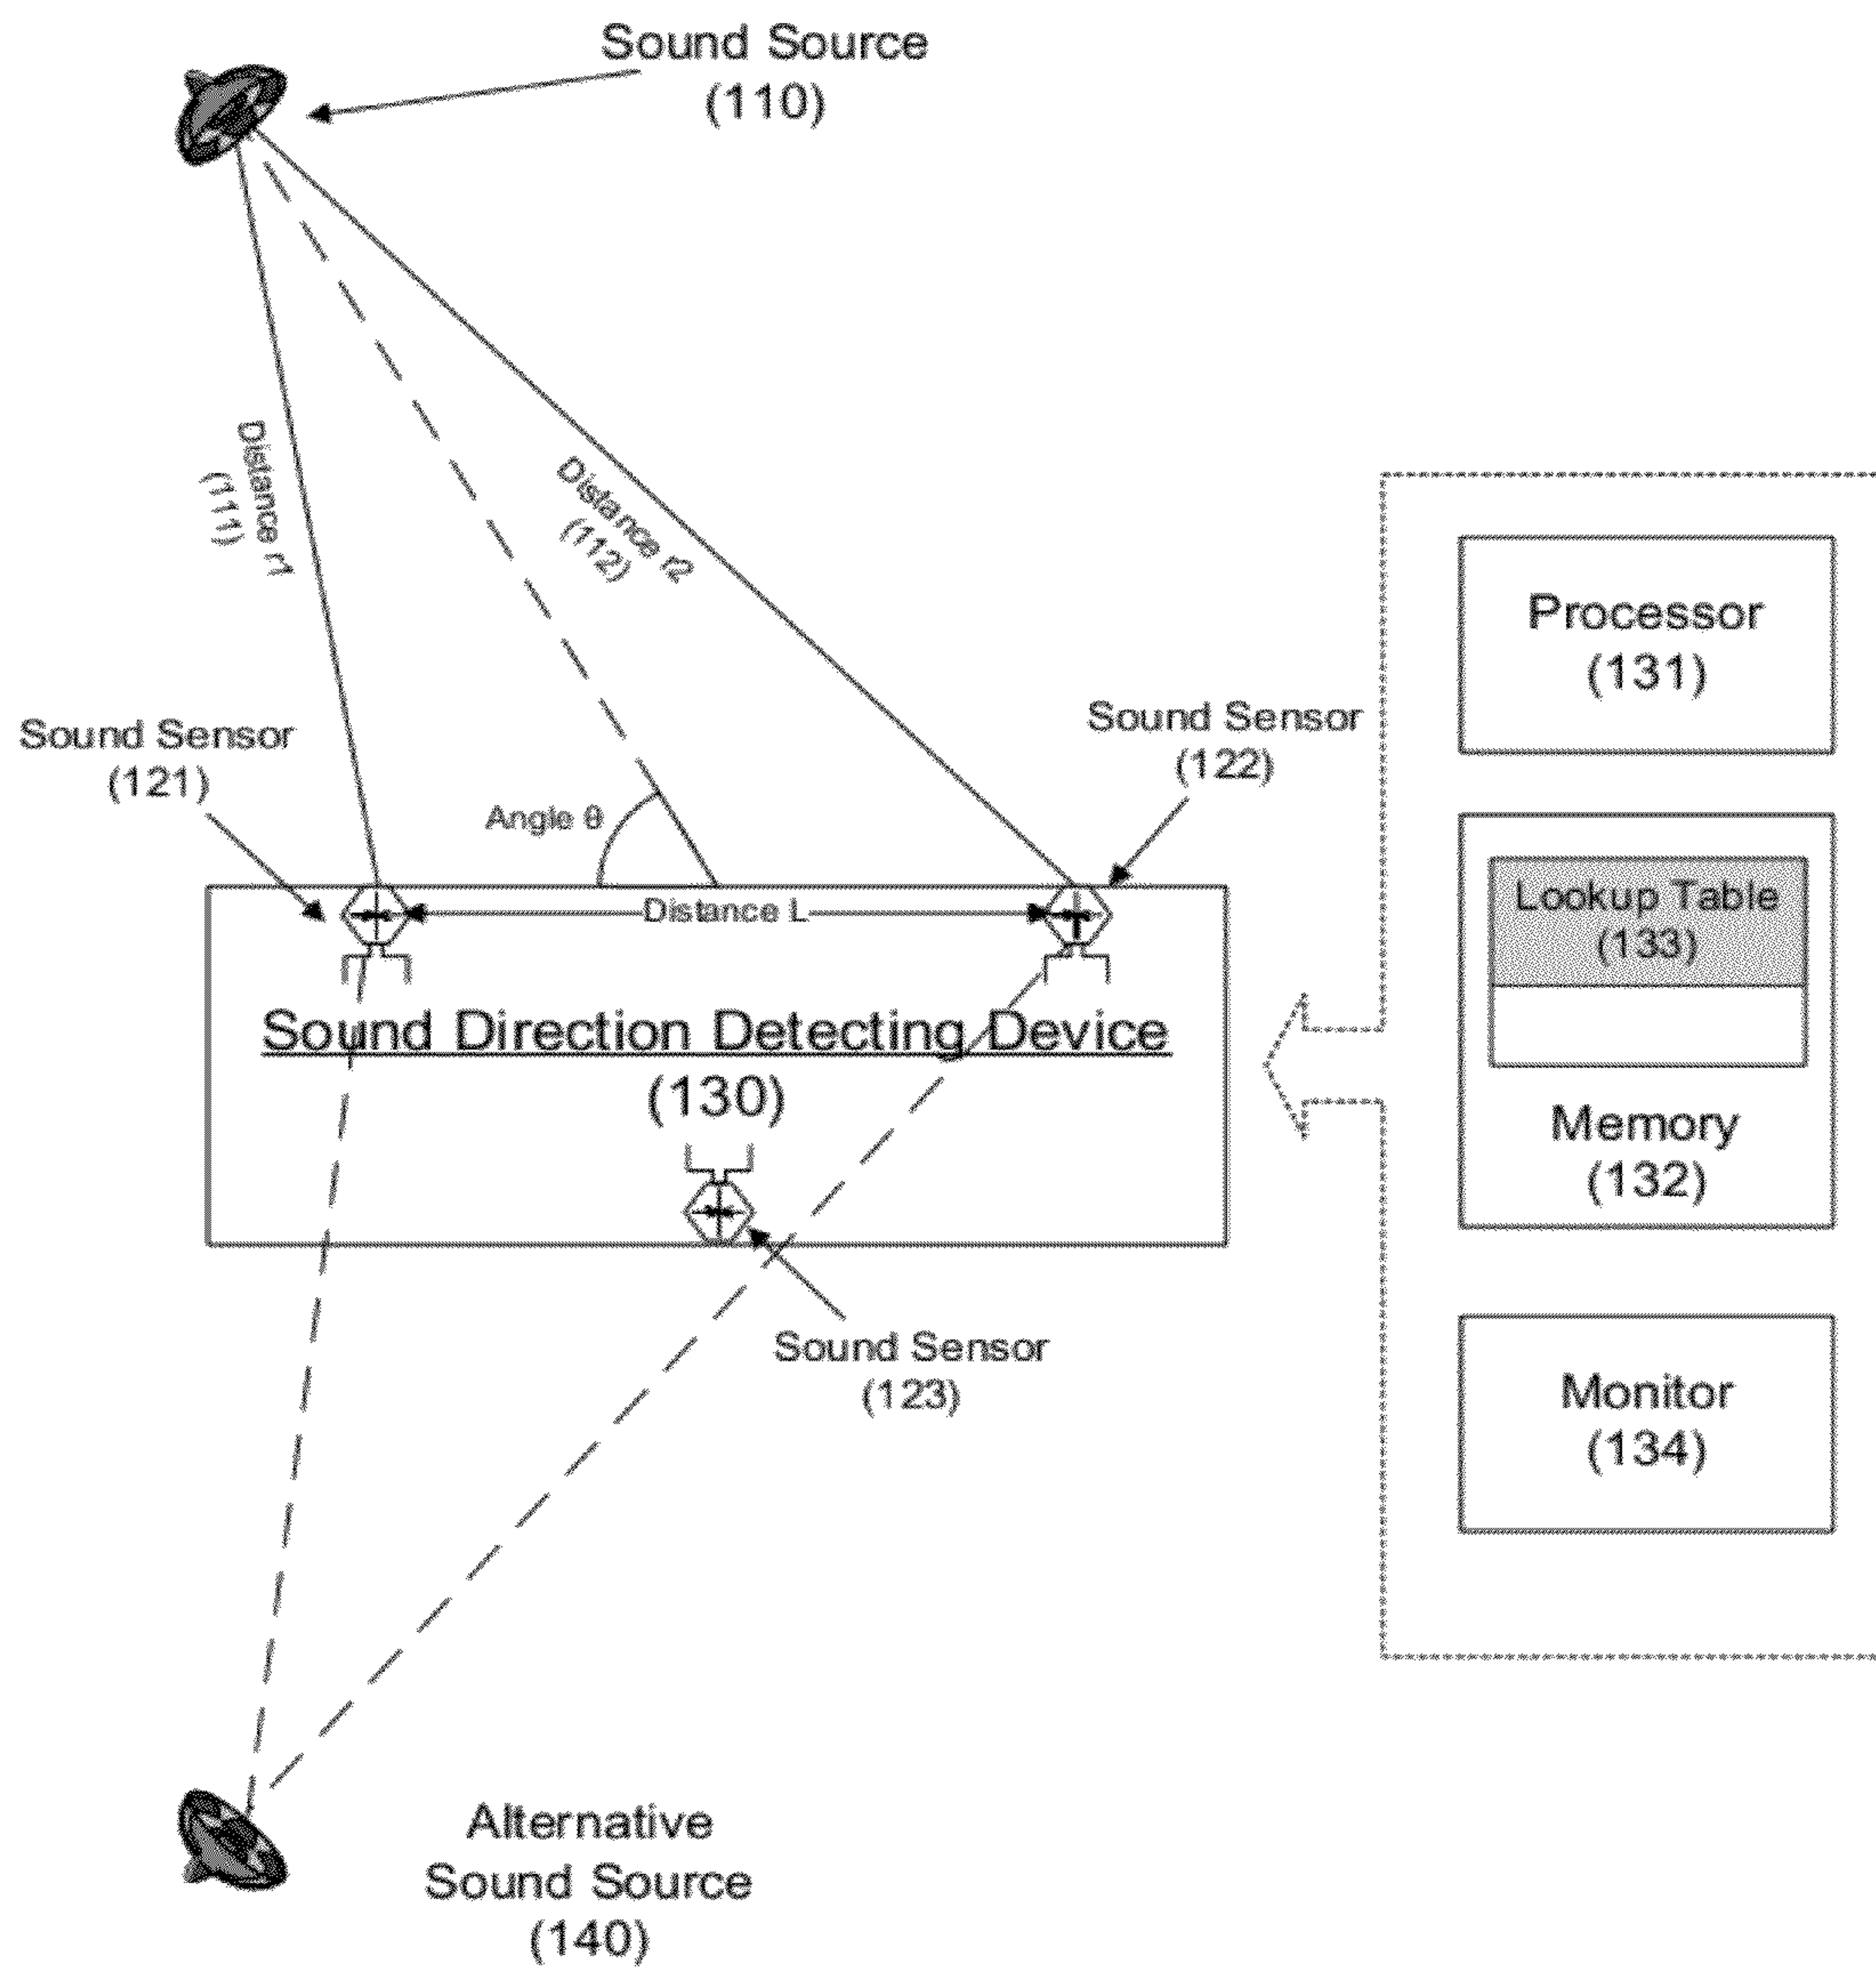 Sound Source
(110)
Distance r1
(111)
Distance r2
(112)
Sound Sensor
(121)
Sound Sensor
(122)
Angle θ
Distance L
Sound Direction Detecting Device
(130)
Sound Sensor
(123)
Alternative
Sound Source
(140)
Processor
(131)
Lookup Table
(133)
Memory
(132)
Monitor
(134)